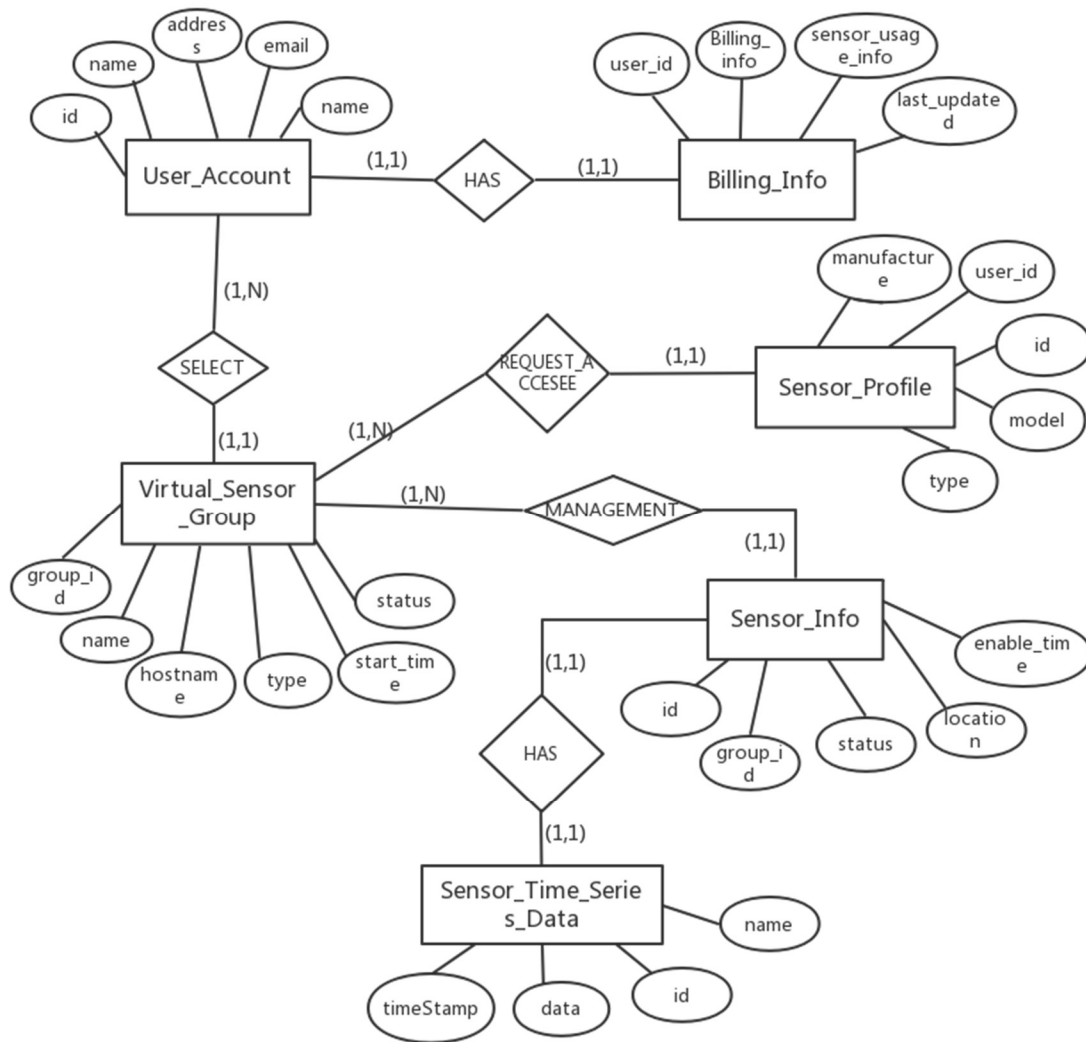 addres
s
email
name
id
name
User_Account
(1,1)
HAS
(1,1)
user_id
Billing_
info
sensor_usag
e_info
last_update
d
Billing_Info
(1,N)
SELECT
(1,1)
REQUEST_A
CCESEE
(1,1)
(1,N)
manufactur
e
user_id
id
model
type
Sensor_Profile
Virtual_Sensor
_Group
(1,N)
MANAGEMENT
(1,1)
group_i
d
name
hostnam
e
type
start_tim
e
status
Sensor_Info
enable_tim
e
locatio
n
status
group_i
d
id
(1,1)
HAS
(1,1)
Sensor_Time_Serie
s_Data
name
timeStamp
data
id